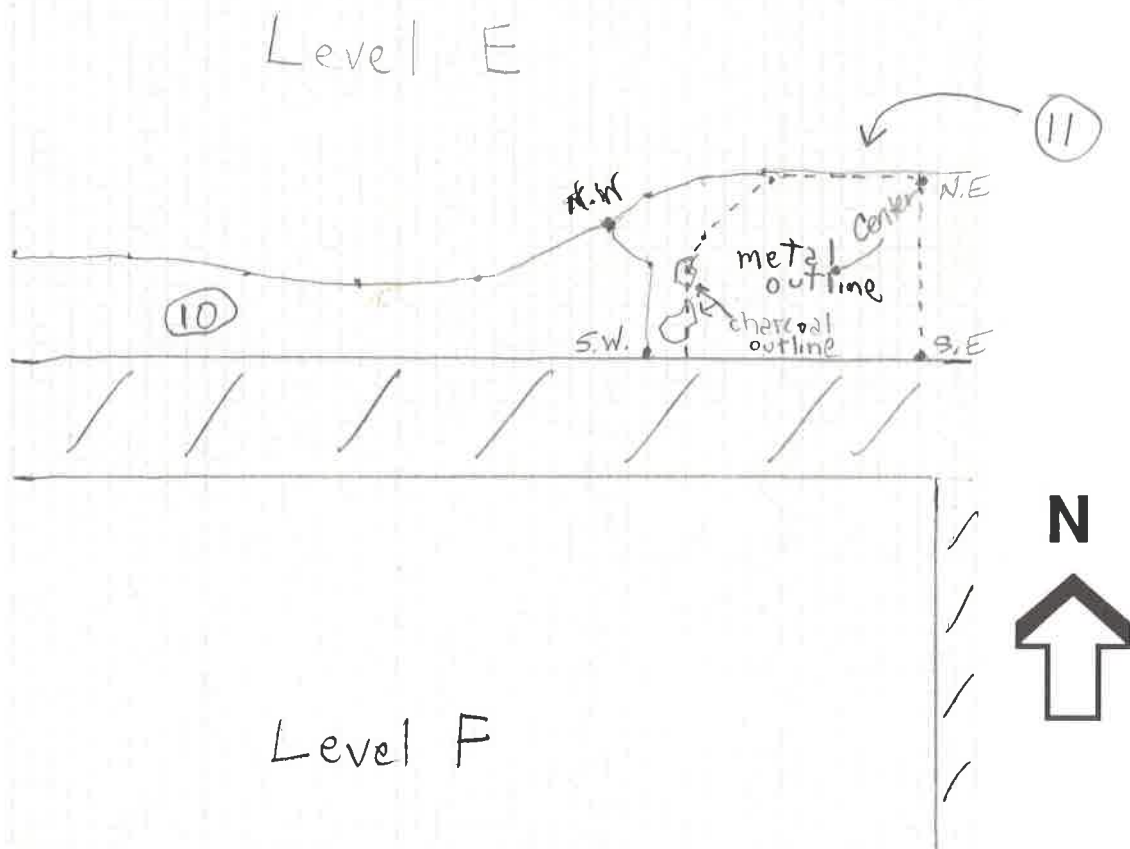 Level E
11
N.W
N.E
Center
metal
outline
10
S.W.
charcoal
outline
S.E
N
Level F